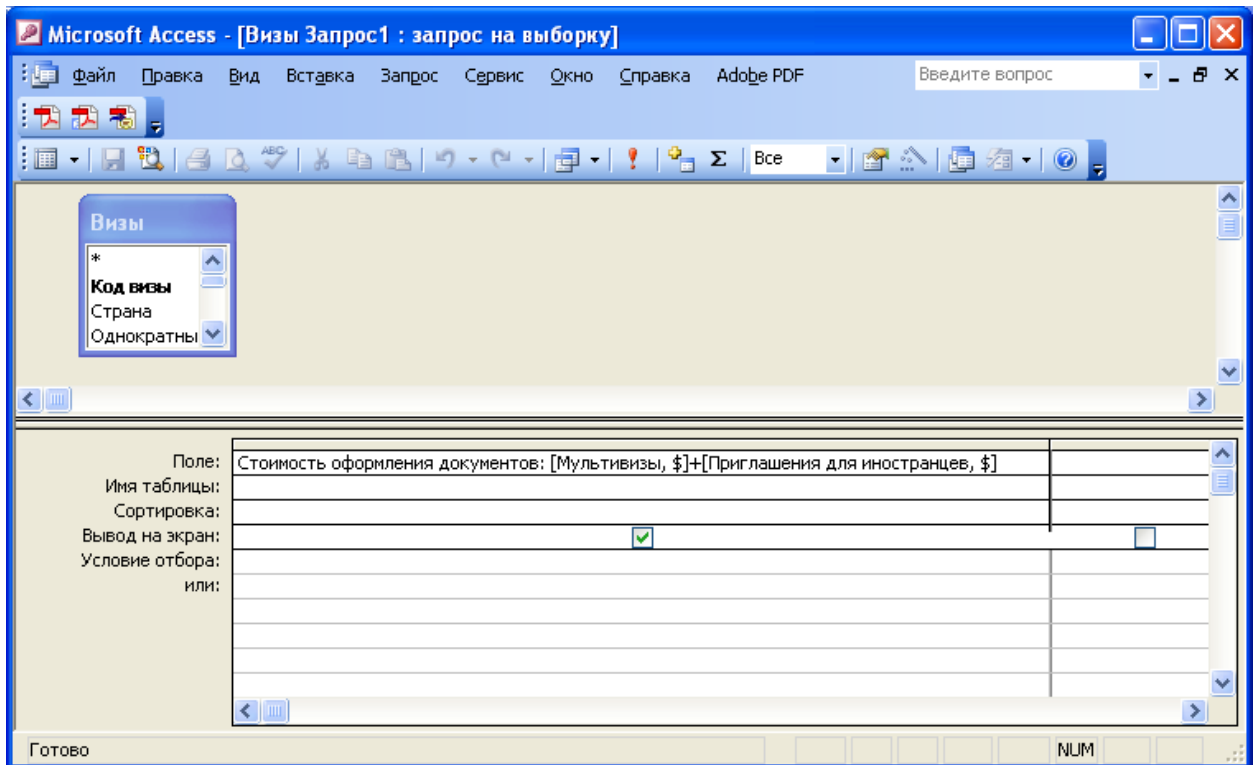 Microsoft Access - [Визы Запрос1 : запрос на выборку]
Файл Правка Вид Вставка Запрос Сервис Окно Справка Adobe PDF Введите вопрос
ABC Σ Все
Визы
*
Код визы
Страна
Однократны
Поле: Стоимость оформления документов: [Мультивизы, $]+[Приглашения для иностранцев, $]
Имя таблицы:
Сортировка:
Вывод на экран:
Условие отбора:
или:
Готово NUM